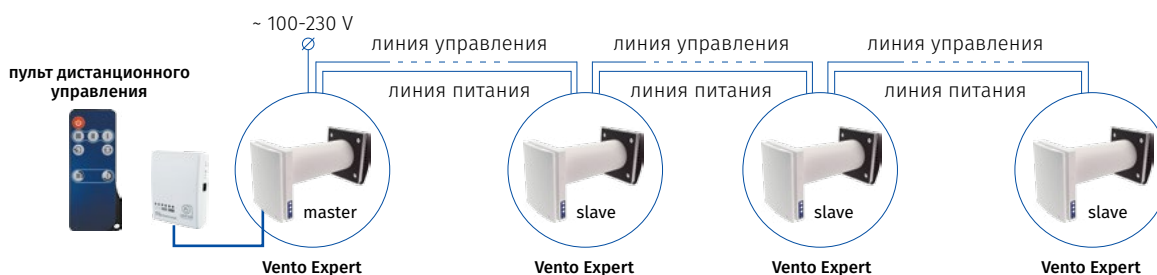 ~ 100-230 V
линия управления
линия управления
линия управления
пульт дистанционного
управления
линия питания
линия питания
линия питания
master
slave
slave
slave
Vento Expert
Vento Expert
Vento Expert
Vento Expert